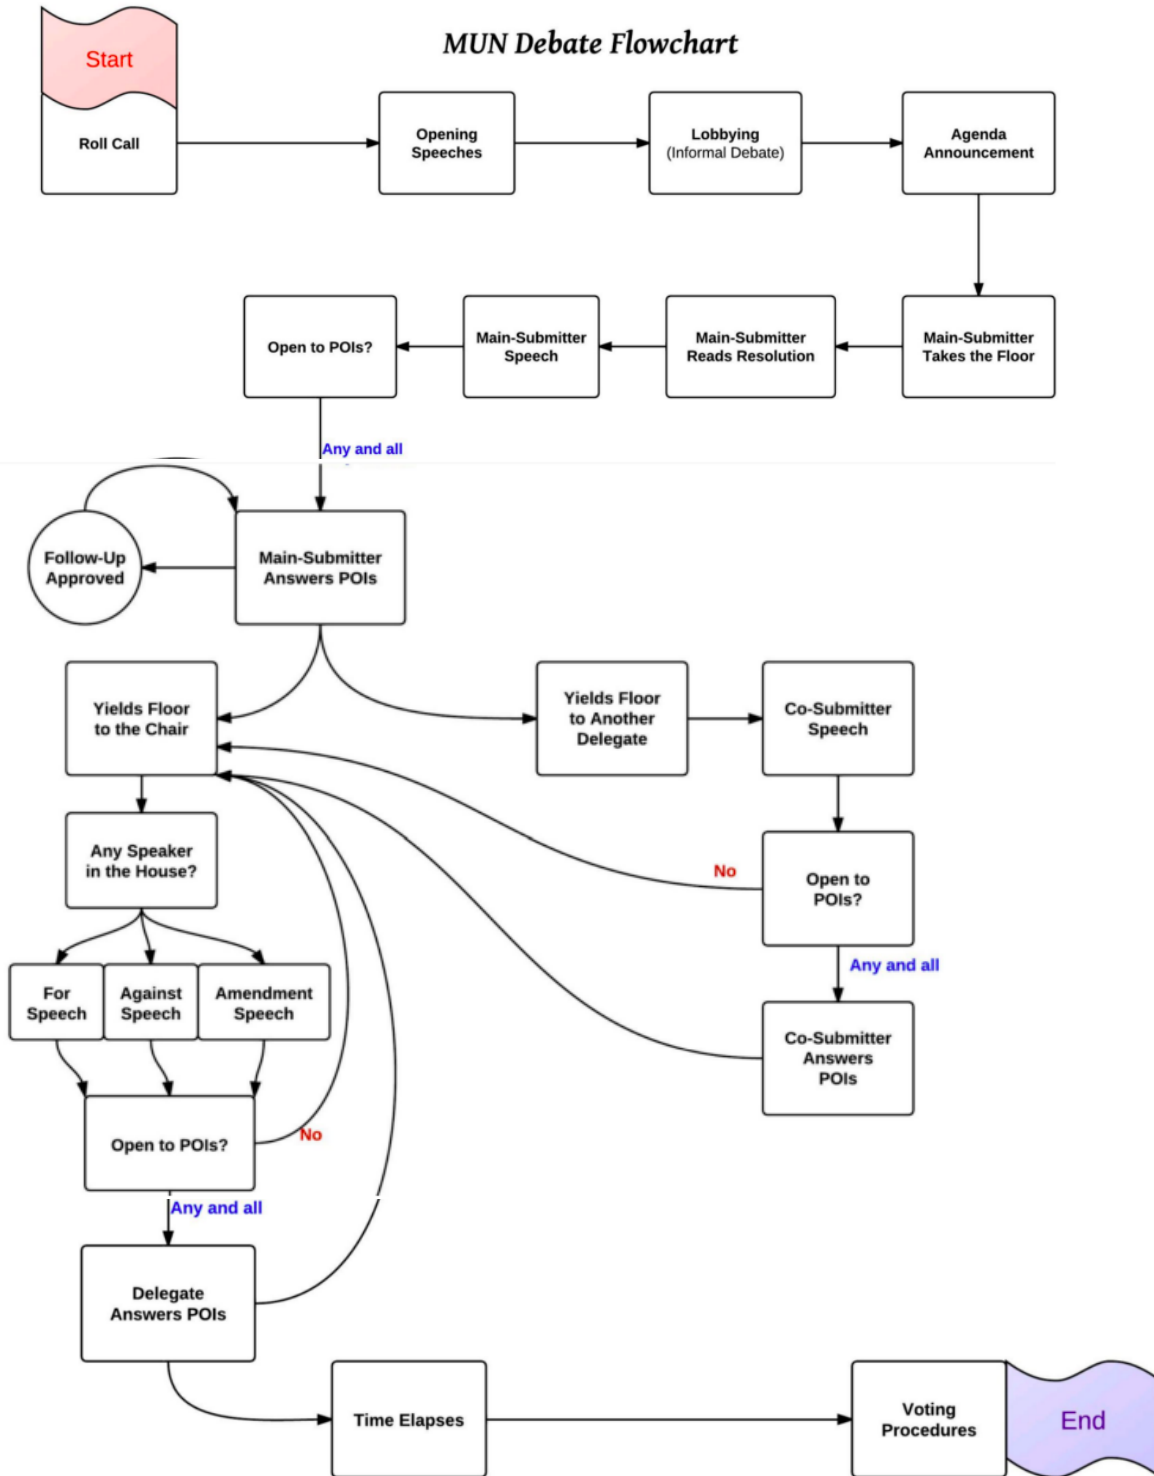 MUN Debate Flowchart
Start
Roll Call
Opening
Speeches
Lobbying
(Informal Debate)
Agenda
Announcement
Open to POIs?
Main-Submitter
Speech
Main-Submitter
Reads Resolution
Main-Submitter
Takes the Floor
Any and all
Follow-Up
Approved
Main-Submitter
Answers POIs
Yields Floor
to the Chair
Yields Floor
to Another
Delegate
Co-Submitter
Speech
Any Speaker
in the House?
No
Open to
POIs?
Any and all
For
Speech
Against
Speech
Amendment
Speech
Co-Submitter
Answers
POIs
Open to POIs?
No
Any and all
Delegate
Answers POIs
Time Elapses
Voting
Procedures
End